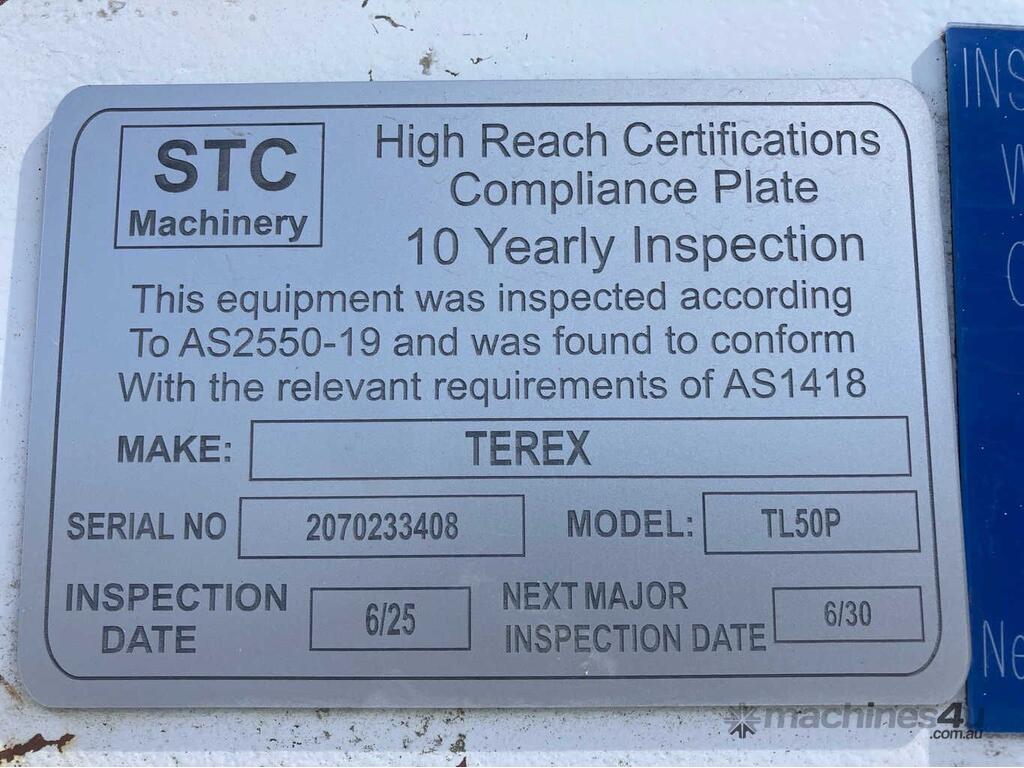 STC
Machinery
High Reach Certifications
Compliance Plate
10 Yearly Inspection
This equipment was inspected according
To AS2550-19 and was found to conform
With the relevant requirements of AS1418
MAKE: TEREX
SERIAL NO 2070233408 MODEL: TL50P
INSPECTION DATE 6/25
NEXT MAJOR INSPECTION DATE 6/30
INS
W
Ne
machines4u
.com.au